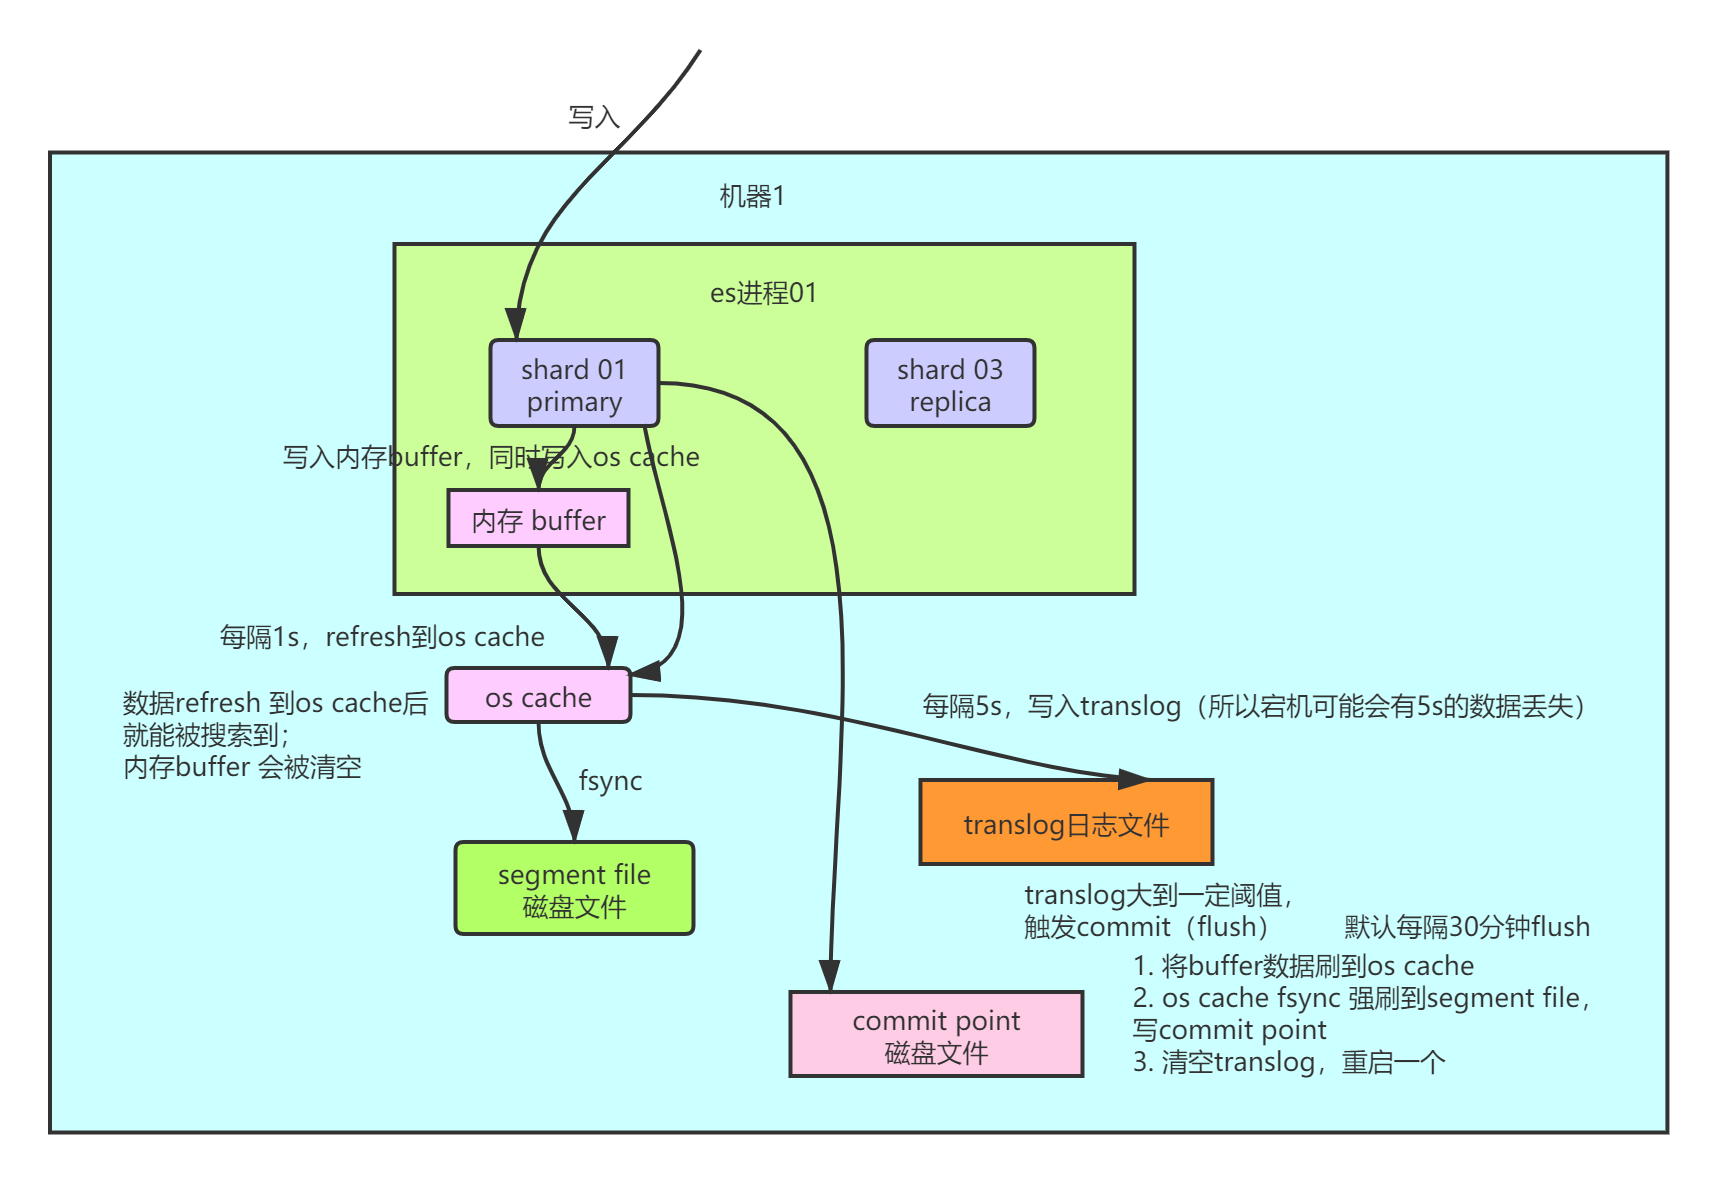 写入
机器1
es进程01
shard 01
primary
shard 03
replica
写入内存buffer，同时写入os cache
内存 buffer
每隔1s，refresh到os cache
os cache
数据refresh 到os cache后
就能被搜索到；
内存buffer 会被清空
每隔5s，写入translog（所以宕机可能会有5s的数据丢失）
fsync
translog日志文件
segment file
磁盘文件
translog大到一定阈值，
触发commit（flush）
默认每隔30分钟flush
1. 将buffer数据刷到os cache
2. os cache fsync 强刷到segment file，
写commit point
3. 清空translog，重启一个
commit point
磁盘文件